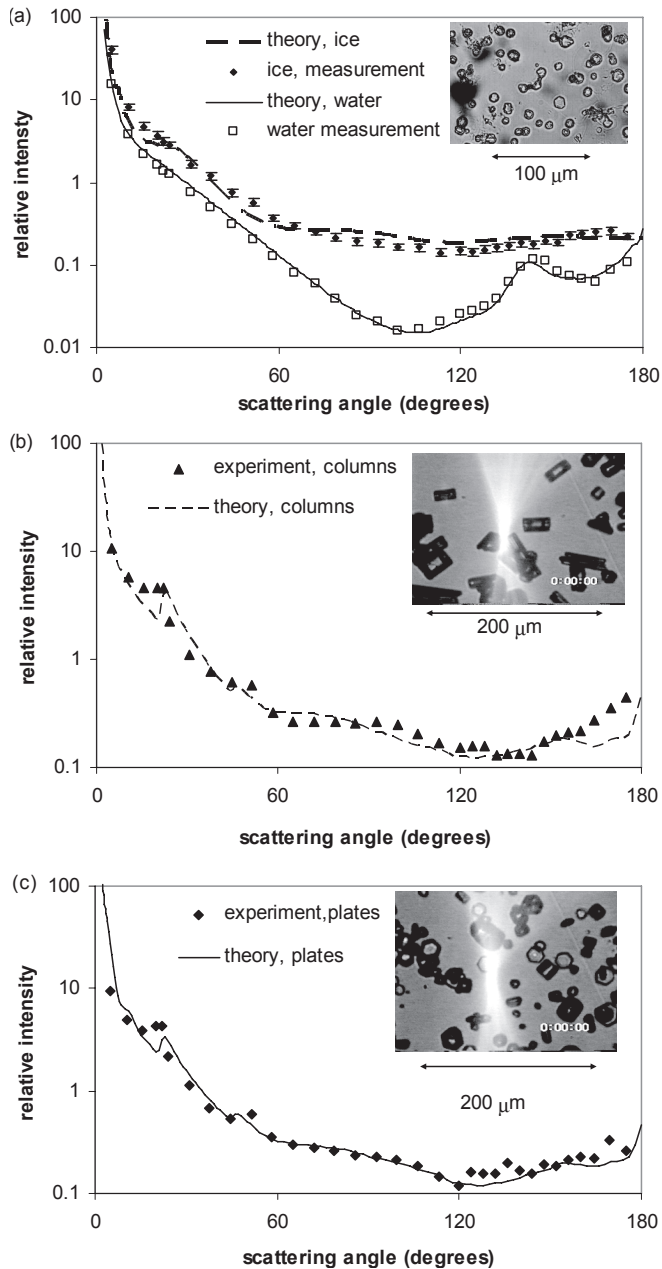 (a)
100
10
1
0.1
0.01
relative intensty
theory, ice
ice, measurement
theory, water
water measurement
100 μm
0
60
120
180
scattering angle (degrees)
(b)
100
10
1
0.1
relative intensity
experiment, columns
theory, columns
0:00:00
200 μm
0
60
120
180
scattering angle (degrees)
(c)
100
10
1
0.1
relative intensity
experiment,plates
theory, plates
0:00:00
200 μm
0
60
120
180
scattering angle (degrees)